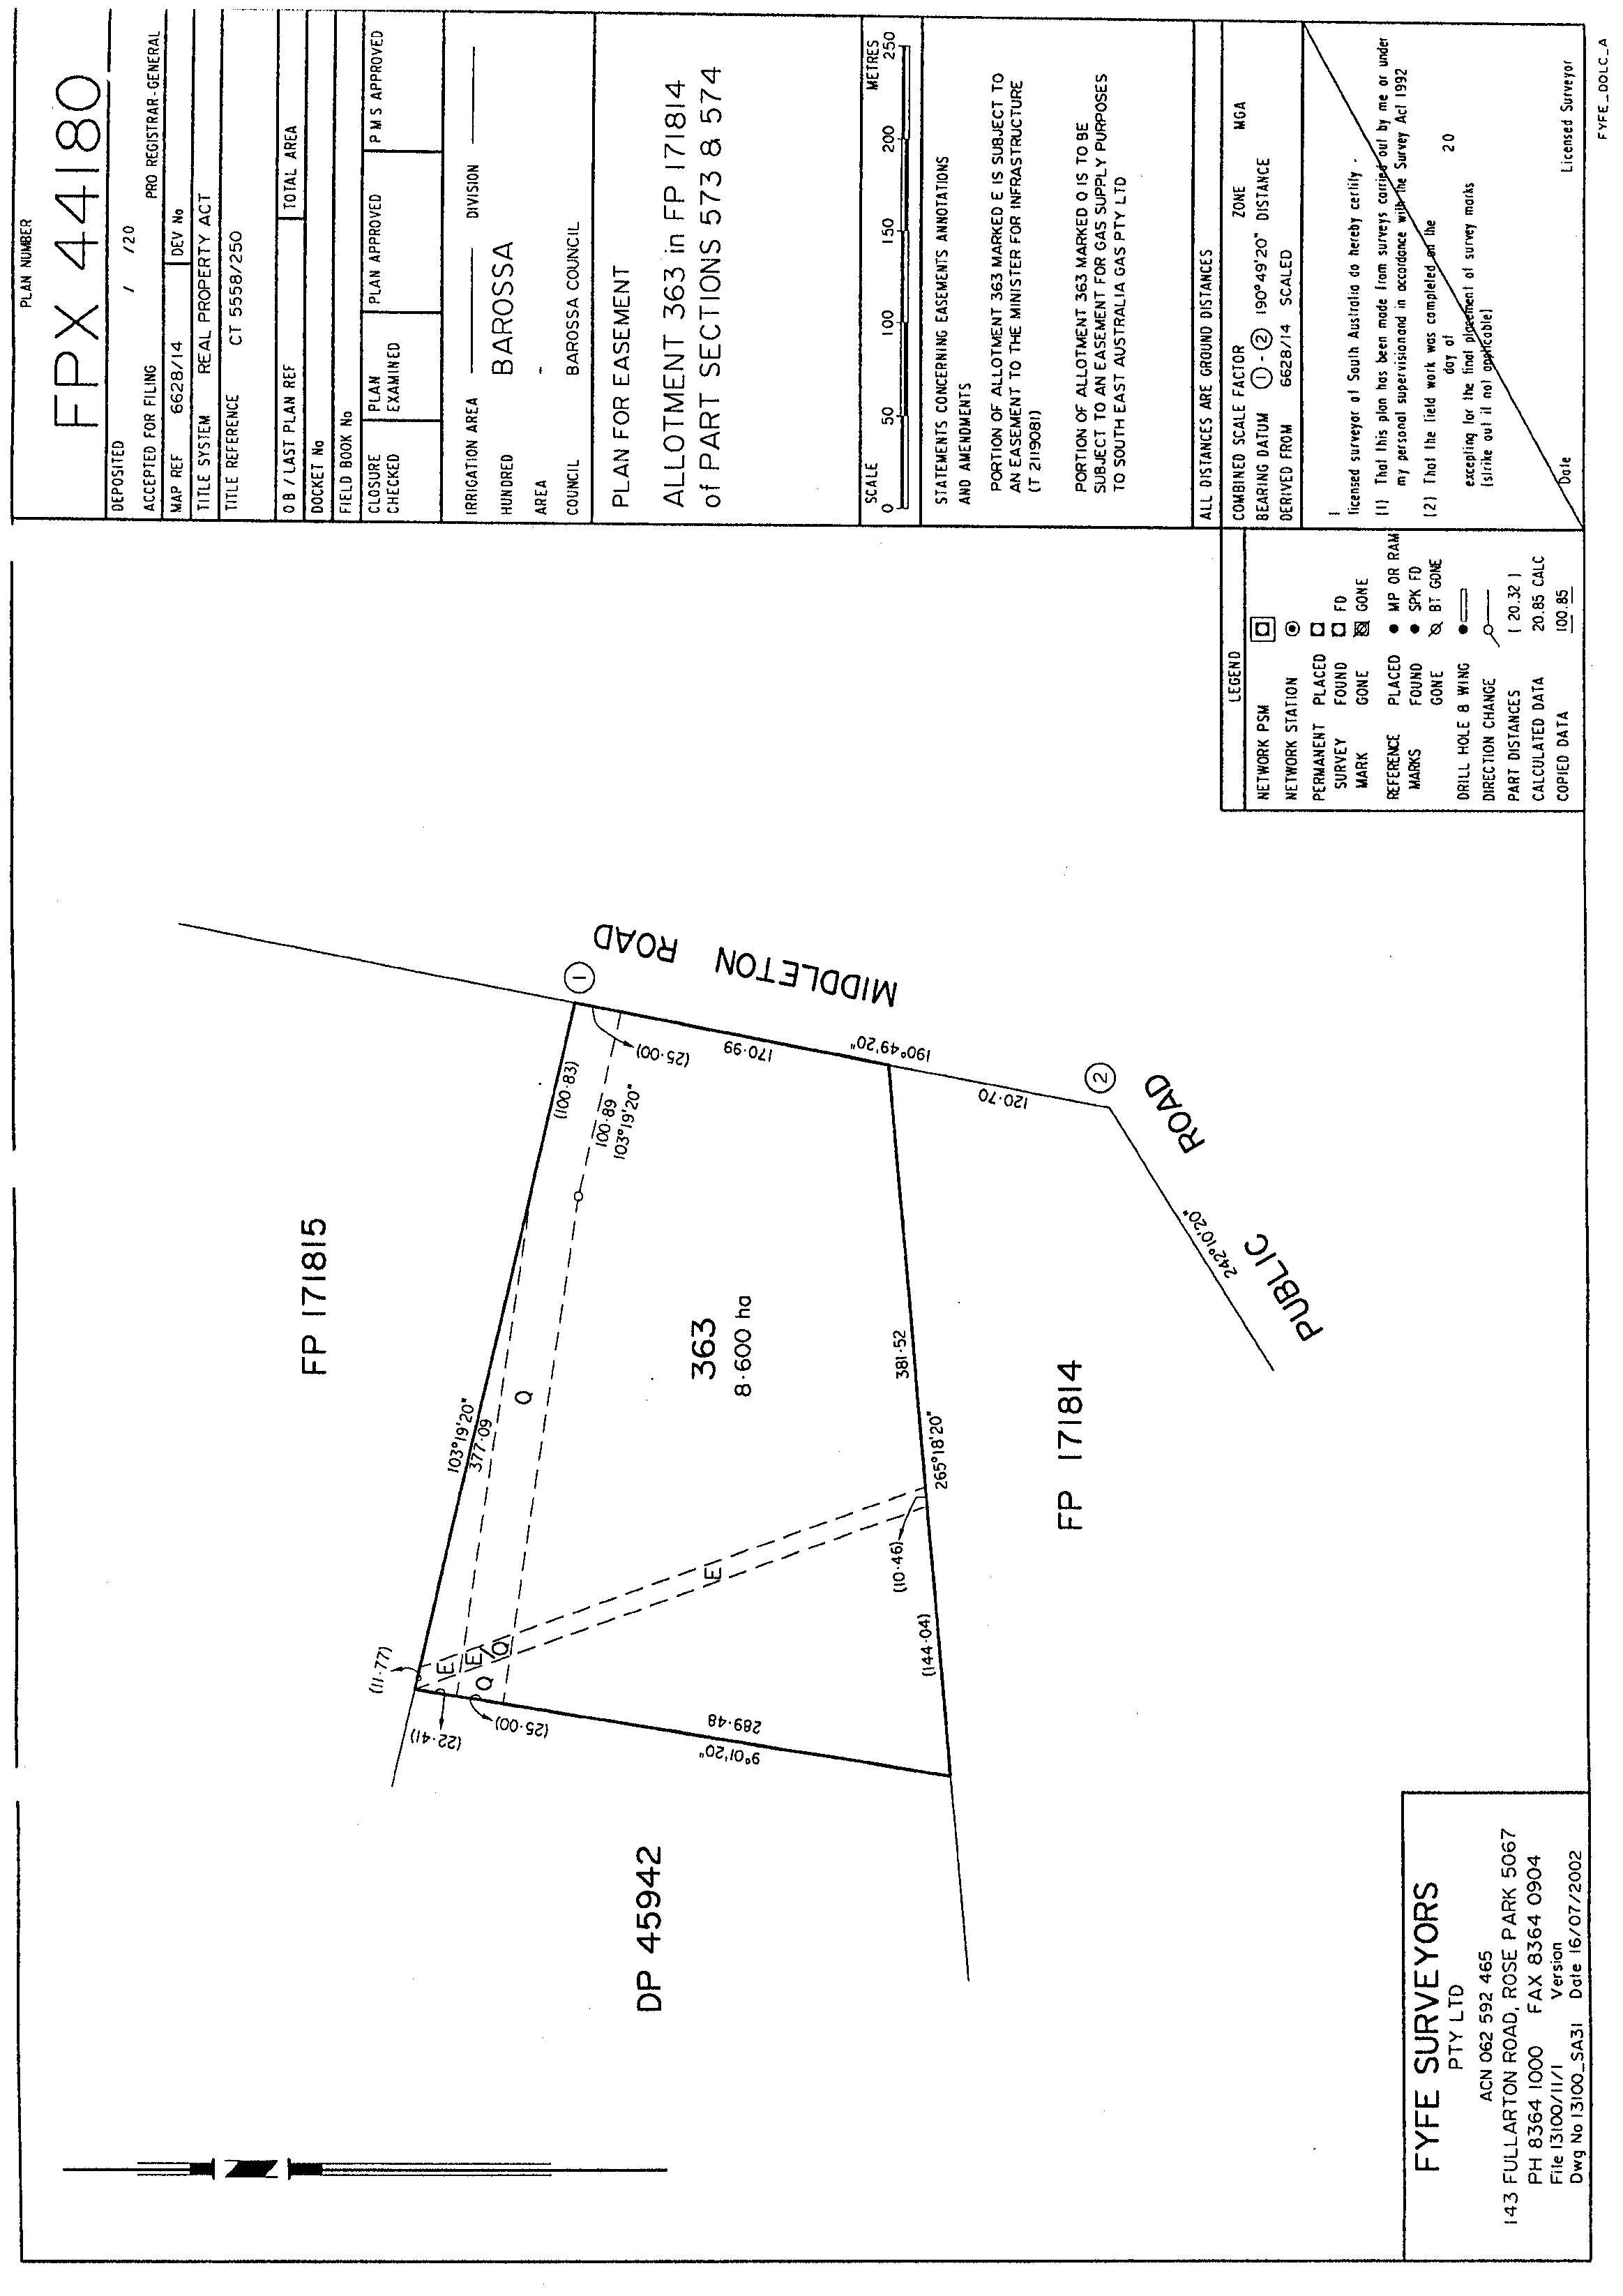 PLAN NUMBER
FPX 44180
DEPOSITED / /20
ACCEPTED FOR FILING PRO REGISTRAR-GENERAL
MAP REF 6628/14 DEV No
TITLE SYSTEM REAL PROPERTY ACT
TITLE REFERENCE CT 5558/250
O B / LAST PLAN REF TOTAL AREA
DOCKET No
FIELD BOOK No
CLOSURE CHECKED
PLAN EXAMINED
PLAN APPROVED
P M S APPROVED
IRRIGATION AREA DIVISION
HUNDRED BAROSSA
AREA -
COUNCIL BAROSSA COUNCIL
PLAN FOR EASEMENT
ALLOTMENT 363 in FP 171814
of PART SECTIONS 573 & 574
SCALE METRES
0 50 100 150 200 250
STATEMENTS CONCERNING EASEMENTS ANNOTATIONS
AND AMENDMENTS
PORTION OF ALLOTMENT 363 MARKED E IS SUBJECT TO
AN EASEMENT TO THE MINISTER FOR INFRASTRUCTURE
(T 2119081)
PORTION OF ALLOTMENT 363 MARKED Q IS TO BE
SUBJECT TO AN EASEMENT FOR GAS SUPPLY PURPOSES
TO SOUTH EAST AUSTRALIA GAS PTY LTD
ALL DISTANCES ARE GROUND DISTANCES
COMBINED SCALE FACTOR ZONE MGA
BEARING DATUM 1 - 2 190°49'20" DISTANCE
DERIVED FROM 6628/14 SCALED
I
licensed surveyor of South Australia do hereby certify -
(1) That this plan has been made from surveys carried out by me or under
my personal supervision and in accordance with the Survey Act 1992
(2) That the field work was completed on the
day of 20
excepting for the final placement of survey marks
(strike out if not applicable)
Date Licensed Surveyor
FYFE_DOLC_A
LEGEND
NETWORK PSM
NETWORK STATION
PERMANENT PLACED
SURVEY FOUND FD
MARK GONE GONE
REFERENCE PLACED MP OR RAM
MARKS FOUND SPK FD
GONE BT GONE
DRILL HOLE & WING
DIRECTION CHANGE
PART DISTANCES ( 20.32 )
CALCULATED DATA 20.85 CALC
COPIED DATA 100.85
FP 171815
MIDDLETON ROAD
1
(25·00)
170·99
190°49'20"
120·70
2
PUBLIC ROAD
242°10'20"
(100·83)
100·89
103°19'20"
103°19'20"
377·09
Q
363
8·600 ha
381·52
265°18'20"
FP 171814
(10·46)
(144·04)
E
(11·77)
E
E/Q
Q
(22·41)
(25·00)
289·48
9°01'20"
DP 45942
N
FYFE SURVEYORS
PTY LTD
ACN 062 592 465
143 FULLARTON ROAD, ROSE PARK 5067
PH 8364 1000 FAX 8364 0904
File 13100/11/1 Version
Dwg No 13100_SA31 Date 16/07/2002